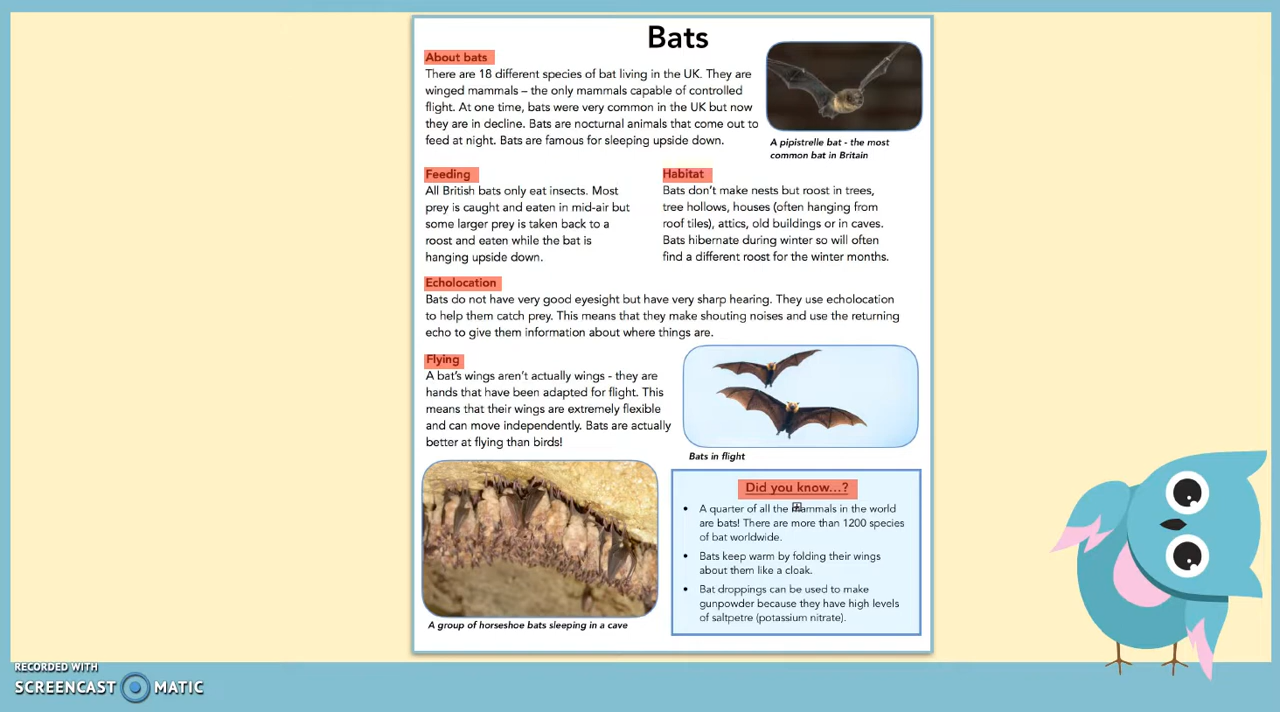 Bats
About bats
There are 18 different species of bat living in the UK. They are
winged mammals – the only mammals capable of controlled
flight. At one time, bats were very common in the UK but now
they are in decline. Bats are nocturnal animals that come out to
feed at night. Bats are famous for sleeping upside down.
A pipistrelle bat - the most
common bat in Britain
Feeding
All British bats only eat insects. Most
prey is caught and eaten in mid-air but
some larger prey is taken back to a
roost and eaten while the bat is
hanging upside down.
Habitat
Bats don't make nests but roost in trees,
tree hollows, houses (often hanging from
roof tiles), attics, old buildings or in caves.
Bats hibernate during winter so will often
find a different roost for the winter months.
Echolocation
Bats do not have very good eyesight but have very sharp hearing. They use echolocation
to help them catch prey. This means that they make shouting noises and use the returning
echo to give them information about where things are.
Flying
A bat's wings aren't actually wings - they are
hands that have been adapted for flight. This
means that their wings are extremely flexible
and can move independently. Bats are actually
better at flying than birds!
Bats in flight
A group of horseshoe bats sleeping in a cave
Did you know...?
• A quarter of all the mammals in the world
are bats! There are more than 1200 species
of bat worldwide.
• Bats keep warm by folding their wings
about them like a cloak.
• Bat droppings can be used to make
gunpowder because they have high levels
of saltpetre (potassium nitrate).
RECORDED WITH
SCREENCAST MATIC